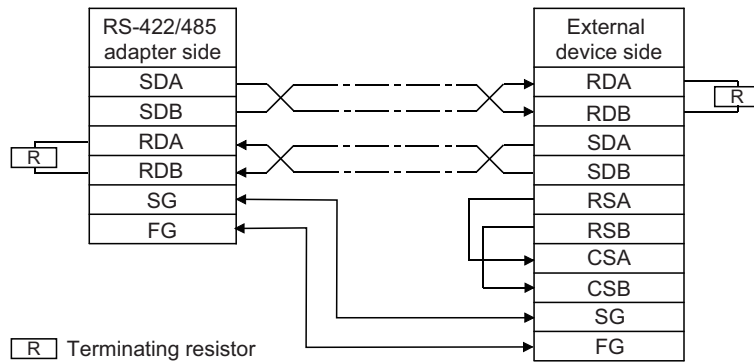 RS-422/485
adapter side
SDA
SDB
RDA
RDB
SG
FG
R
External
device side
RDA
RDB
SDA
SDB
RSA
RSB
CSA
CSB
SG
FG
R
R Terminating resistor